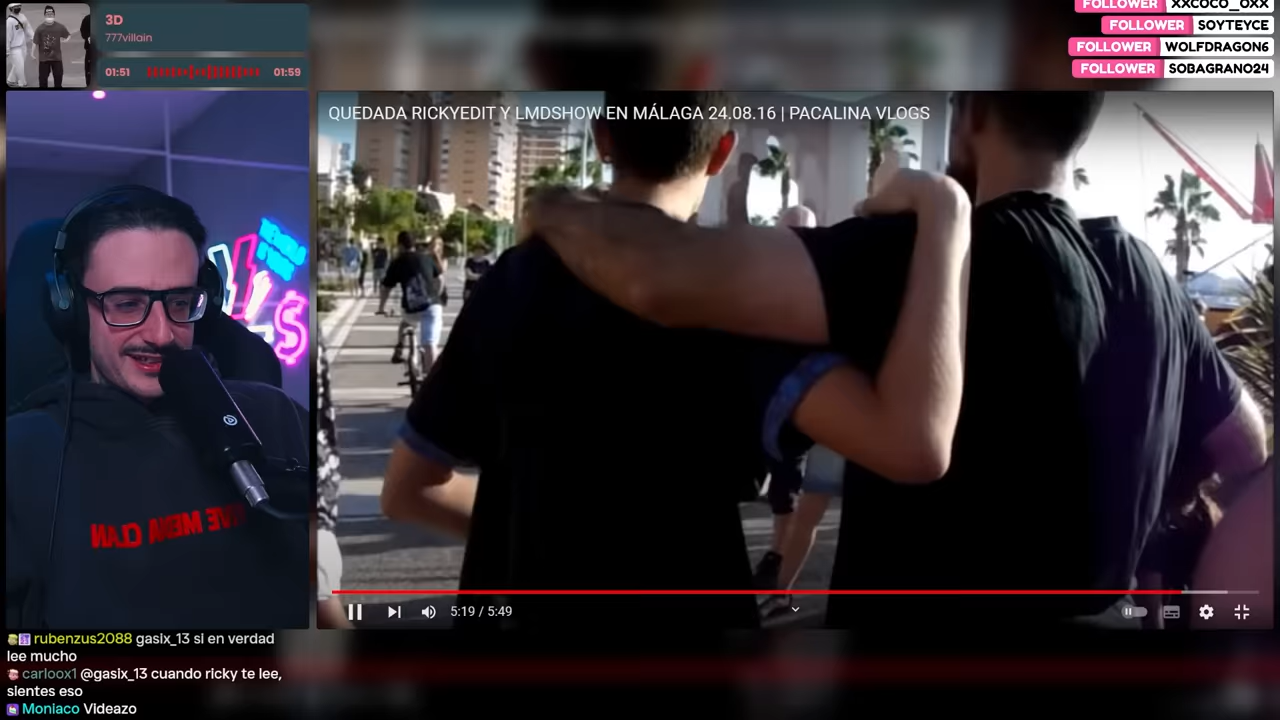 3D
777villain
01:51
01:59
FOLLOWER XXCOCO_OXX
FOLLOWER SOYTEYCE
FOLLOWER WOLFDRAGON6
FOLLOWER SOBAGRANO24
QUEDADA RICKYEDIT Y LMDSHOW EN MÁLAGA 24.08.16 | PACALINA VLOGS
5:19 / 5:49
rubenzus2088 gasix_13 si en verdad
lee mucho
carloox1 @gasix_13 cuando ricky te lee,
sientes eso
Moniaco Videazo